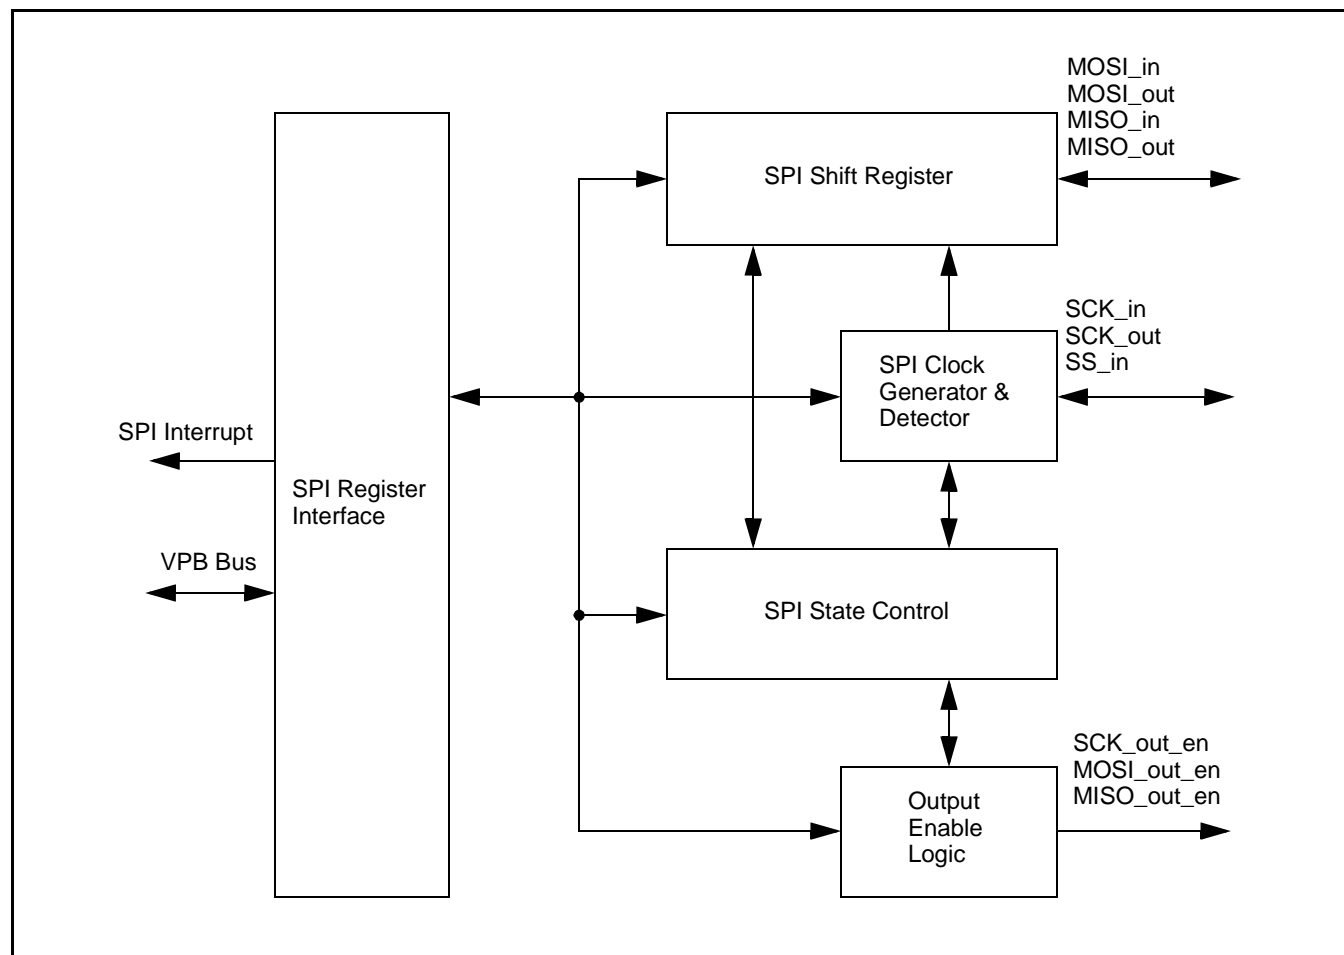 MOSI_in
MOSI_out
MISO_in
MISO_out
SPI Shift Register
SCK_in
SCK_out
SS_in
SPI Clock
Generator &
Detector
SPI Interrupt
SPI Register
Interface
VPB Bus
SPI State Control
SCK_out_en
MOSI_out_en
MISO_out_en
Output
Enable
Logic